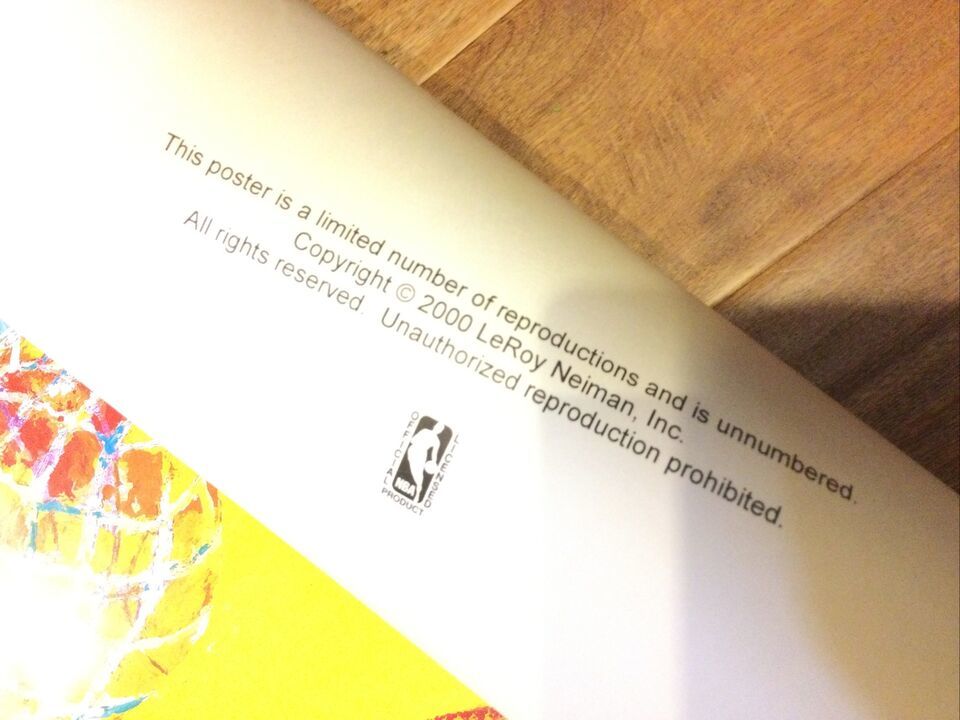 This poster is a limited number of reproductions and is unnumbered.
Copyright © 2000 LeRoy Neiman, Inc.
All rights reserved. Unauthorized reproduction prohibited.
OFFICIAL LICENSED
NBA
PRODUCT